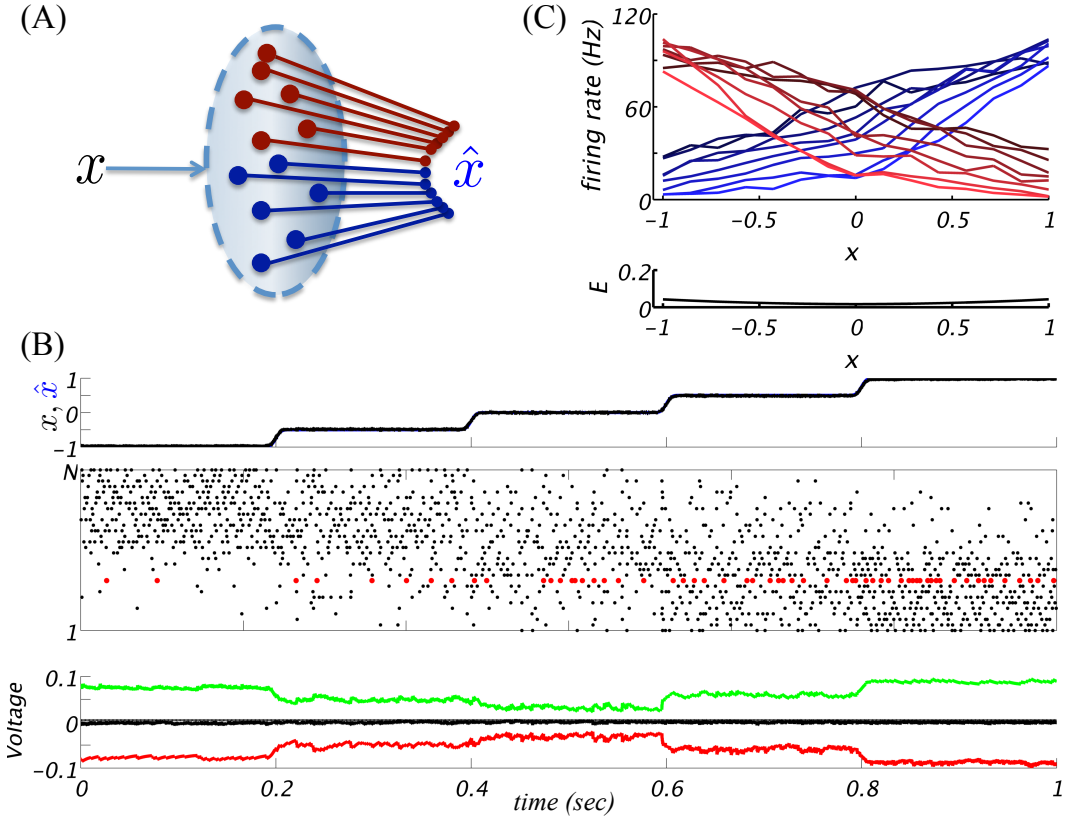 (A)
x
x̂
(C)
firing rate (Hz)
120
60
0
−1 −0.5 0 0.5 1
x
E
0.2
0
−1 −0.5 0 0.5 1
x
(B)
x, x̂
1
0
−1
N
1
Voltage
0.1
0
−0.1
0 0.2 0.4 0.6 0.8 1
time (sec)